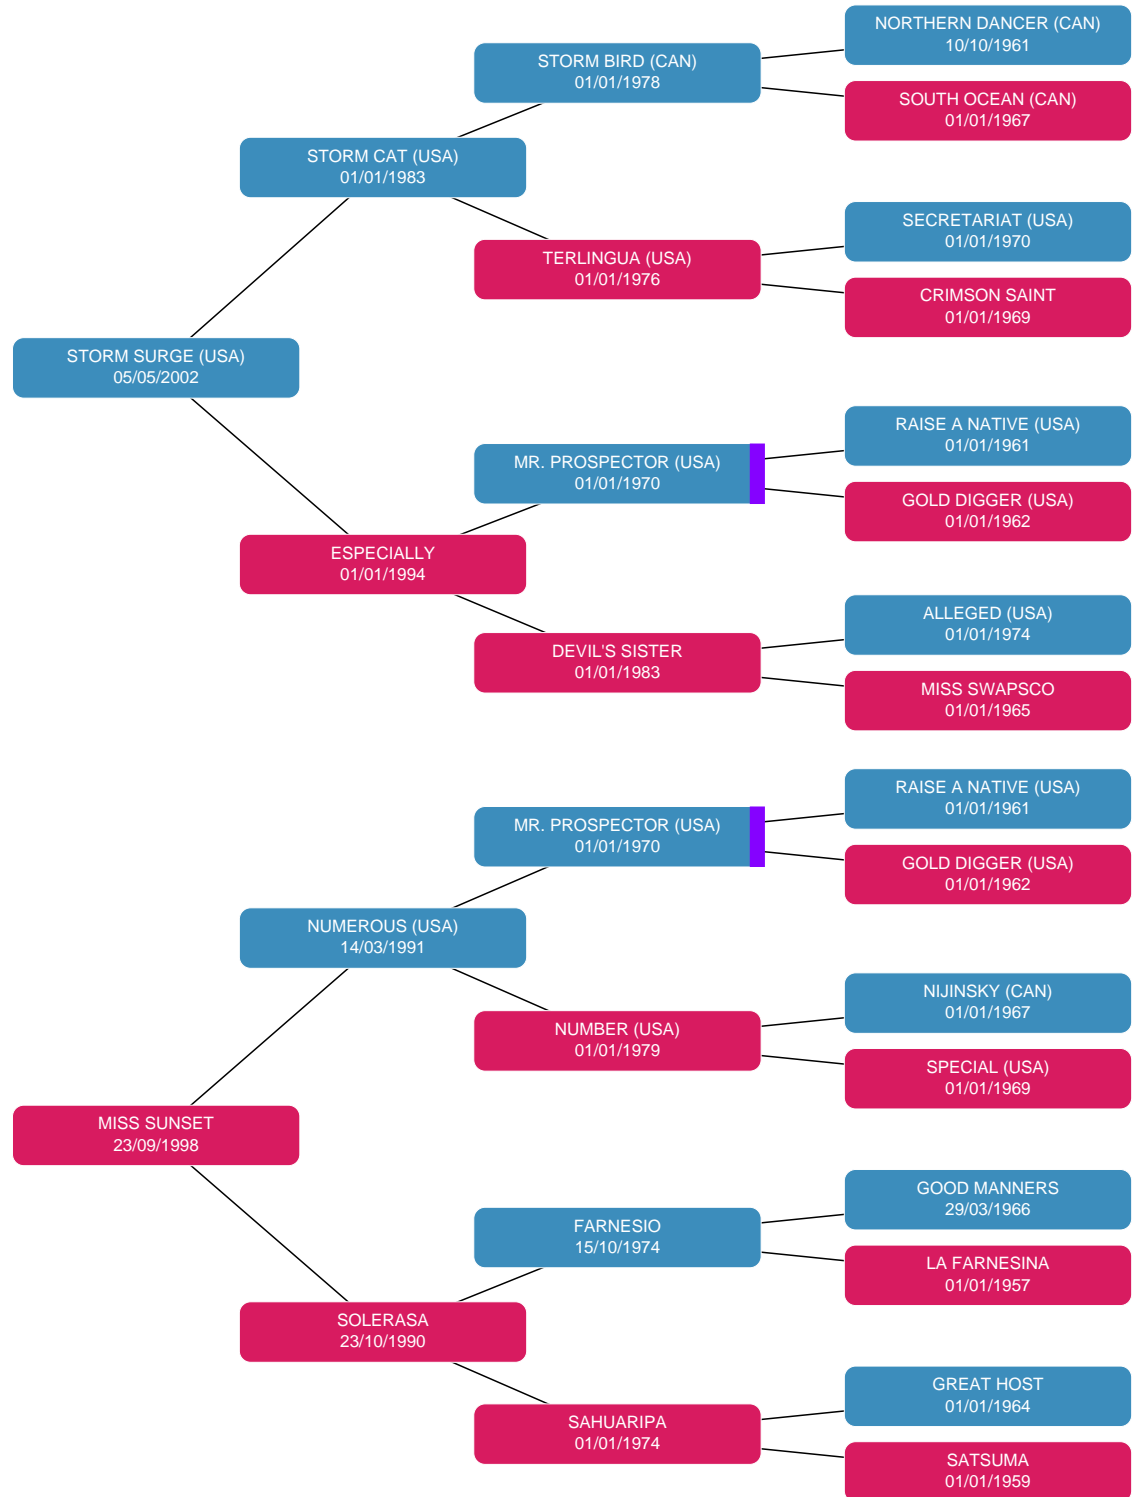 NORTHERN DANCER (CAN)
10/10/1961
STORM BIRD (CAN)
01/01/1978
SOUTH OCEAN (CAN)
01/01/1967
STORM CAT (USA)
01/01/1983
SECRETARIAT (USA)
01/01/1970
TERLINGUA (USA)
01/01/1976
CRIMSON SAINT
01/01/1969
STORM SURGE (USA)
05/05/2002
RAISE A NATIVE (USA)
01/01/1961
MR. PROSPECTOR (USA)
01/01/1970
GOLD DIGGER (USA)
01/01/1962
ESPECIALLY
01/01/1994
ALLEGED (USA)
01/01/1974
DEVIL'S SISTER
01/01/1983
MISS SWAPSCO
01/01/1965
RAISE A NATIVE (USA)
01/01/1961
MR. PROSPECTOR (USA)
01/01/1970
GOLD DIGGER (USA)
01/01/1962
NUMEROUS (USA)
14/03/1991
NIJINSKY (CAN)
01/01/1967
NUMBER (USA)
01/01/1979
SPECIAL (USA)
01/01/1969
MISS SUNSET
23/09/1998
GOOD MANNERS
29/03/1966
FARNESIO
15/10/1974
LA FARNESINA
01/01/1957
SOLERASA
23/10/1990
GREAT HOST
01/01/1964
SAHUARIPA
01/01/1974
SATSUMA
01/01/1959